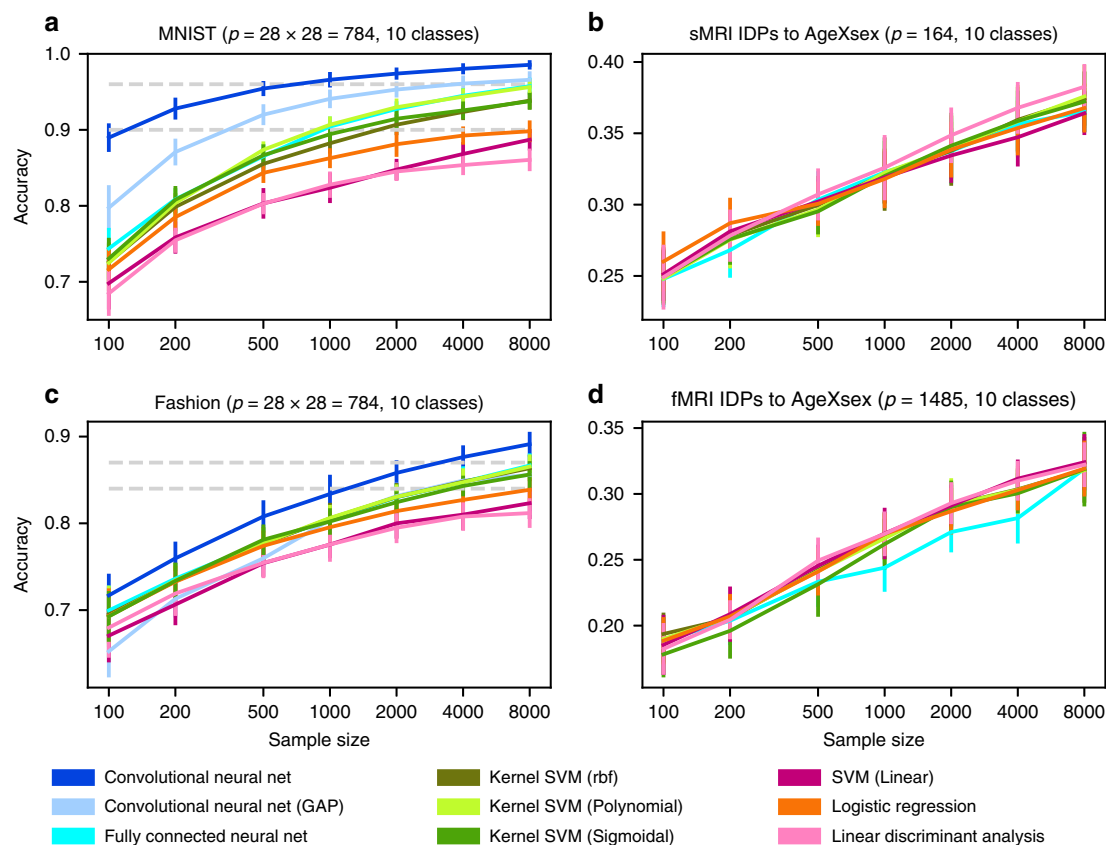 a
MNIST (p = 28 × 28 = 784, 10 classes)
1.0
0.9
0.8
0.7
Accuracy
100 200 500 1000 2000 4000 8000
b
sMRI IDPs to AgeXsex (p = 164, 10 classes)
0.40
0.35
0.30
0.25
100 200 500 1000 2000 4000 8000
c
Fashion (p = 28 × 28 = 784, 10 classes)
0.9
0.8
0.7
Accuracy
100 200 500 1000 2000 4000 8000
Sample size
d
fMRI IDPs to AgeXsex (p = 1485, 10 classes)
0.35
0.30
0.25
0.20
100 200 500 1000 2000 4000 8000
Sample size
Convolutional neural net
Convolutional neural net (GAP)
Fully connected neural net
Kernel SVM (rbf)
Kernel SVM (Polynomial)
Kernel SVM (Sigmoidal)
SVM (Linear)
Logistic regression
Linear discriminant analysis